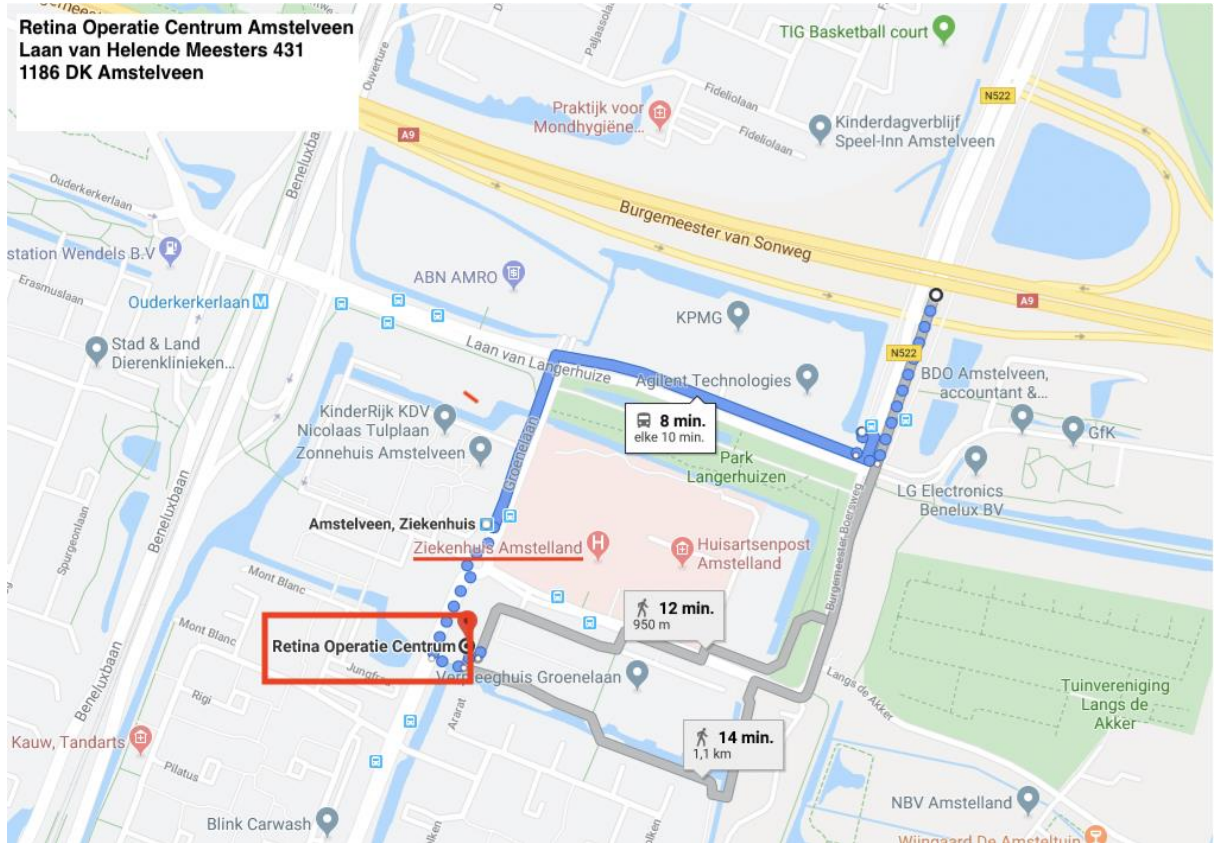 Retina Operatie Centrum Amstelveen
Laan van Helende Meesters 431
1186 DK Amstelveen
Ouverture
TIG Basketball court
Fideliolaan
Fideliolaan
N522
Praktijk voor
Mondhygiëne...
Kinderdagverblijf
Speel-Inn Amstelveen
A9
Beneluxbaan
Ouderkerkerlaan
Burgemeester van Sonweg
station Wendels B.V
ABN AMRO
Erasmuslaan
Ouderkerkerlaan
M
A9
KPMG
Laan van Langerhuize
N522
Stad & Land
Dierenklinieken...
Agilent Technologies
BDO Amstelveen,
accountant &...
8 min.
elke 10 min.
KinderRijk KDV
Nicolaas Tulplaan
Zonnehuis Amstelveen
Groenelaan
GfK
Park
Langerhuizen
LG Electronics
Benelux BV
Beneluxbaan
Spurgeonlaan
Amstelveen, Ziekenhuis
Ziekenhuis Amstelland
H
Huisartsenpost
Amstelland
Burgemeester Boersweg
Mont Blanc
12 min.
950 m
Mont Blanc
Retina Operatie Centrum
Verpleeghuis Groenelaan
Langs de Akker
Tuinvereniging
Langs de
Akker
Rigi
Ararat
Beneluxbaan
14 min.
1,1 km
Kauw, Tandarts
Pilatus
NBV Amstelland
Blink Carwash
Wijngaard De Amsteltuin